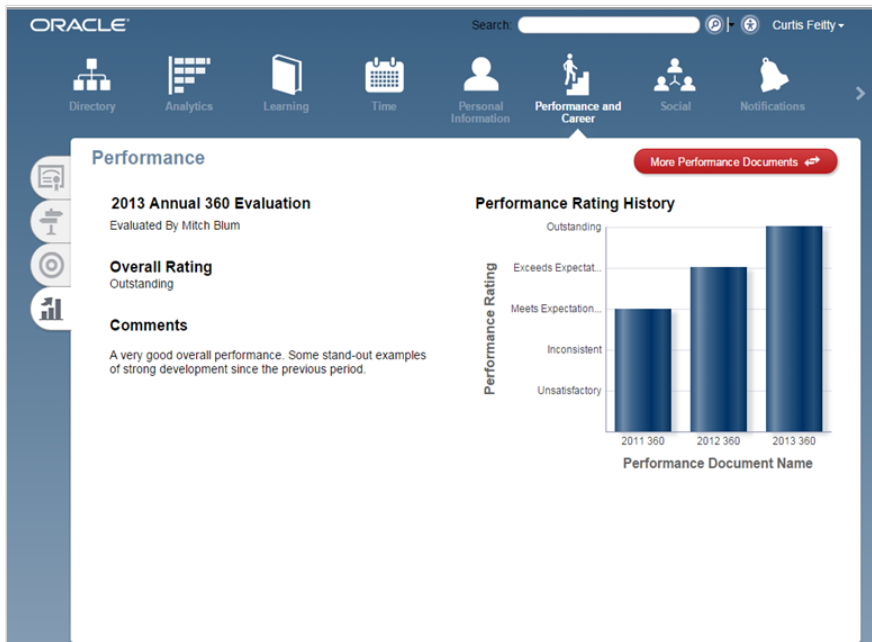 ORACLE
Search:
Curtis Feitty
Directory
Analytics
Learning
Time
Personal
Information
Performance and
Career
Social
Notifications
Performance
More Performance Documents
2013 Annual 360 Evaluation
Evaluated By Mitch Blum
Overall Rating
Outstanding
Comments
A very good overall performance. Some stand-out examples
of strong development since the previous period.
Performance Rating History
Performance Rating
Outstanding
Exceeds Expectat...
Meets Expectation...
Inconsistent
Unsatisfactory
2011 360
2012 360
2013 360
Performance Document Name